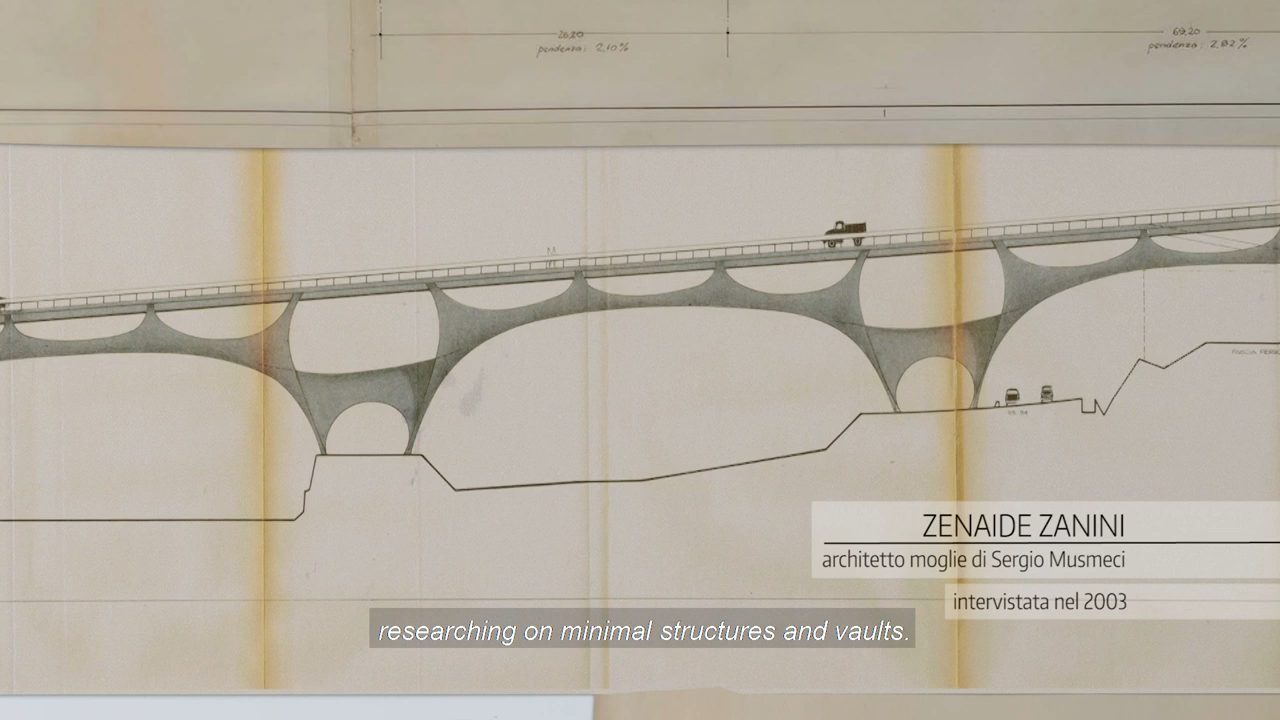 26,20
pendenza: 2,10%
69,20
pendenza: 2,02%
M
ZENAIDE ZANINI
architetto moglie di Sergio Musmeci
intervistata nel 2003
researching on minimal structures and vaults.